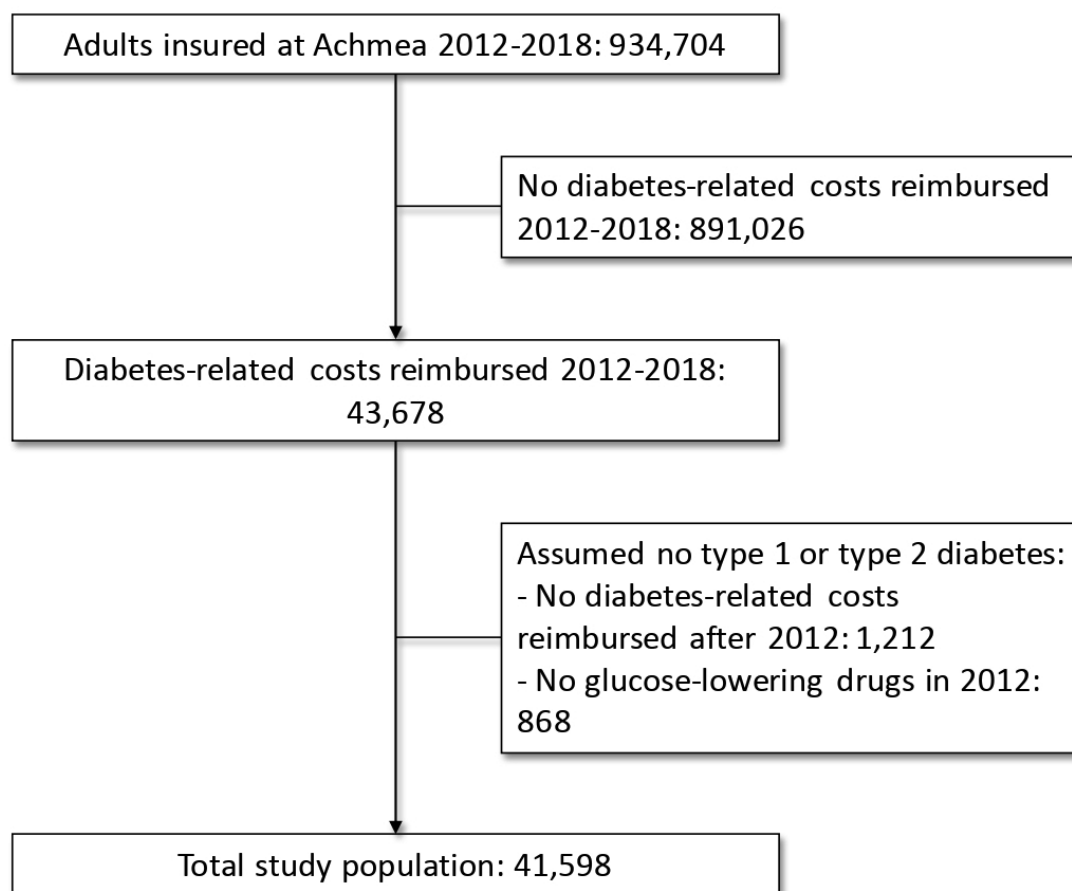 Adults insured at Achmea 2012-2018: 934,704
No diabetes-related costs reimbursed
2012-2018: 891,026
Diabetes-related costs reimbursed 2012-2018:
43,678
Assumed no type 1 or type 2 diabetes:
- No diabetes-related costs
reimbursed after 2012: 1,212
- No glucose-lowering drugs in 2012:
868
Total study population: 41,598